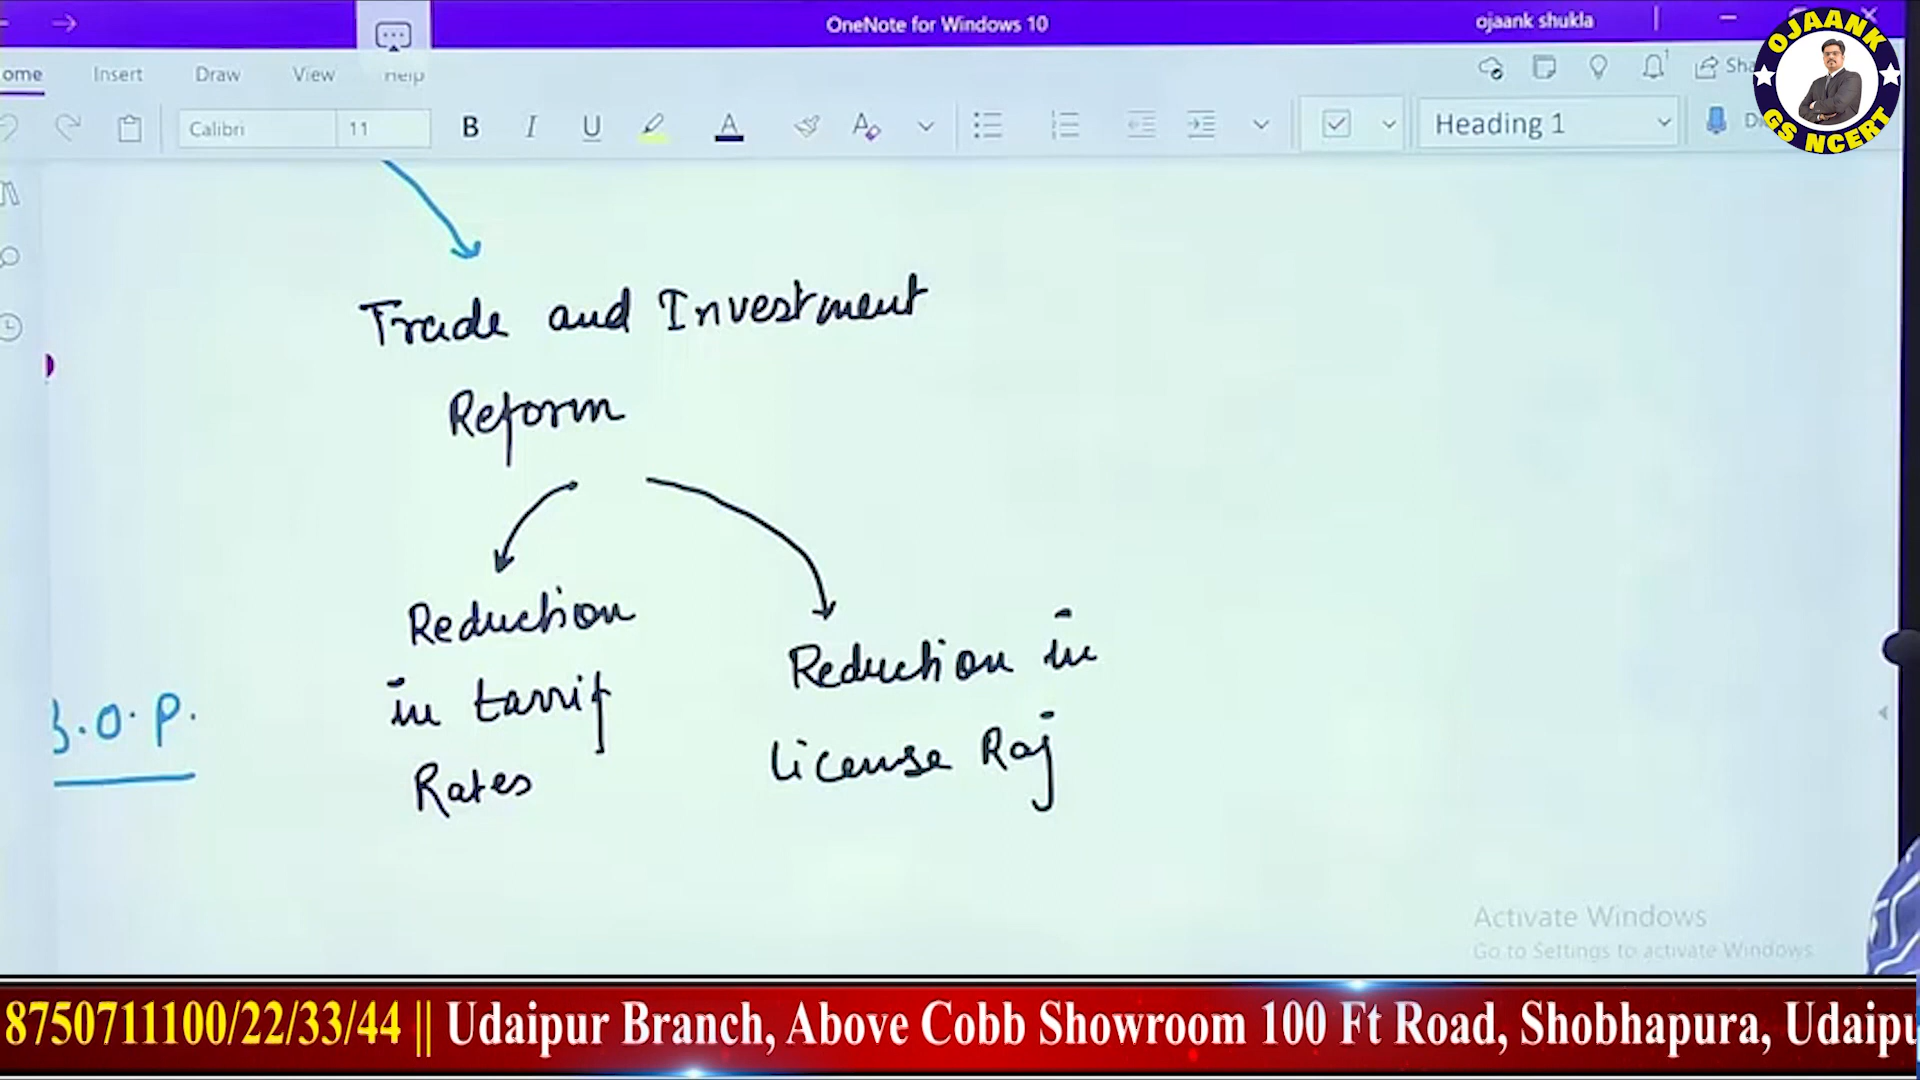 OneNote for Windows 10
ojaank shukla
OJAANK
GS NCERT
ome Insert Draw View Help
Calibri 11 B I U A Heading 1
Trade and Investment
Reform
Reduction
in tarrif
Rates
Reduction in
license Raj
B.O.P.
Activate Windows
Go to Settings to activate Windows.
8750711100/22/33/44 || Udaipur Branch, Above Cobb Showroom 100 Ft Road, Shobhapura, Udaipu